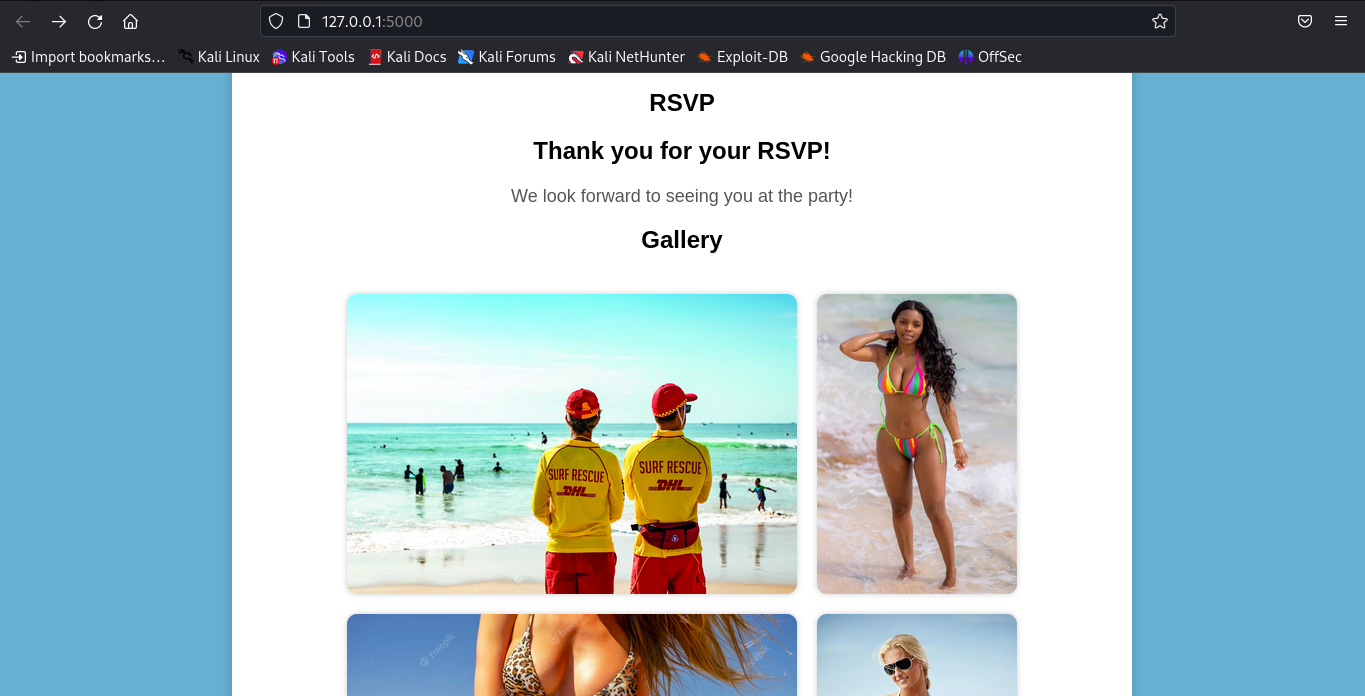 127.0.0.1:5000
Import bookmarks... Kali Linux Kali Tools Kali Docs Kali Forums Kali NetHunter Exploit-DB Google Hacking DB OffSec
RSVP
Thank you for your RSVP!
We look forward to seeing you at the party!
Gallery
SURF RESCUE
DHL
SURF RESCUE
DHL
freepik